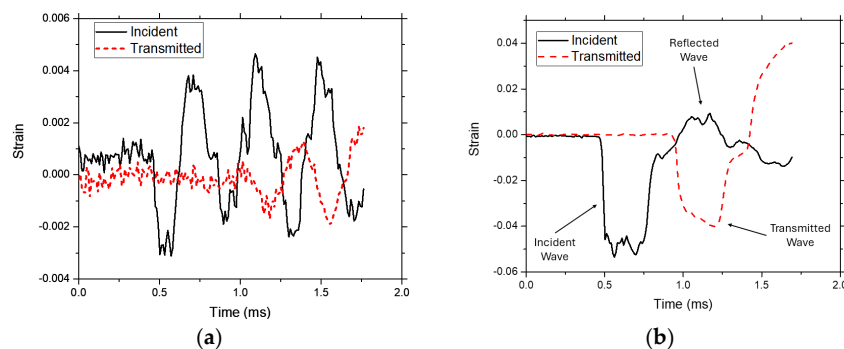 Incident
Transmitted
0.006
0.004
0.002
0.000
-0.002
-0.004
Strain
0.0
0.5
1.0
1.5
2.0
Time (ms)
(a)
Incident
Transmitted
Reflected
Wave
Incident
Wave
Transmitted
Wave
0.04
0.02
0.00
-0.02
-0.04
-0.06
Strain
0.0
0.5
1.0
1.5
2.0
Time (ms)
(b)